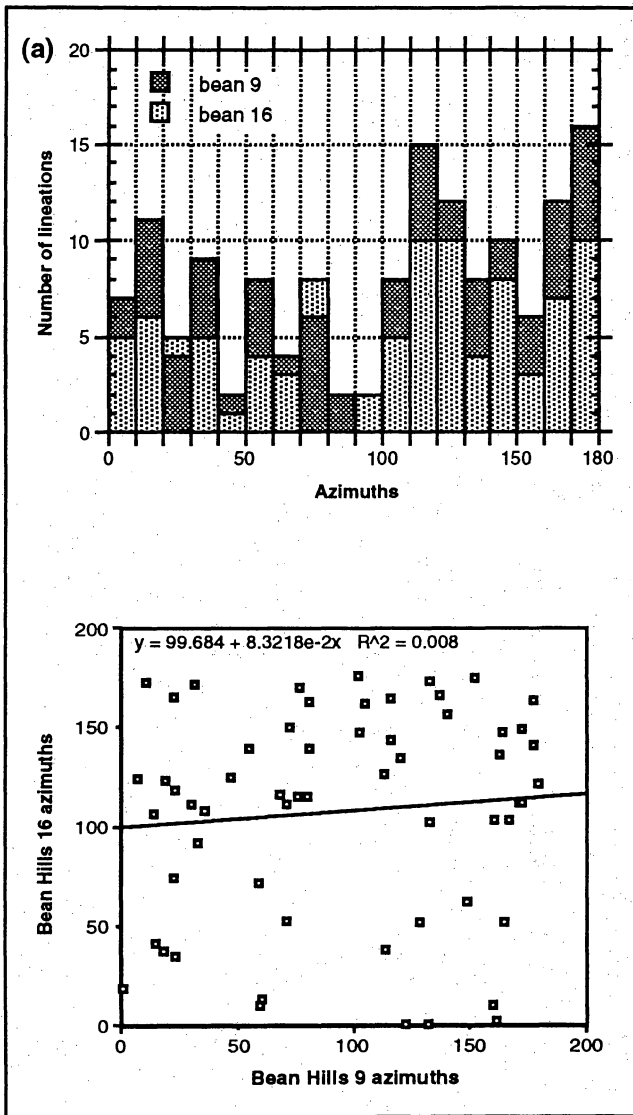 (a)
20
bean 9
bean 16
15
10
5
0
Number of lineations
0 50 100 150 180
Azimuths
y = 99.684 + 8.3218e-2x R^2 = 0.008
200
150
100
50
0
Bean Hills 16 azimuths
0 50 100 150 200
Bean Hills 9 azimuths